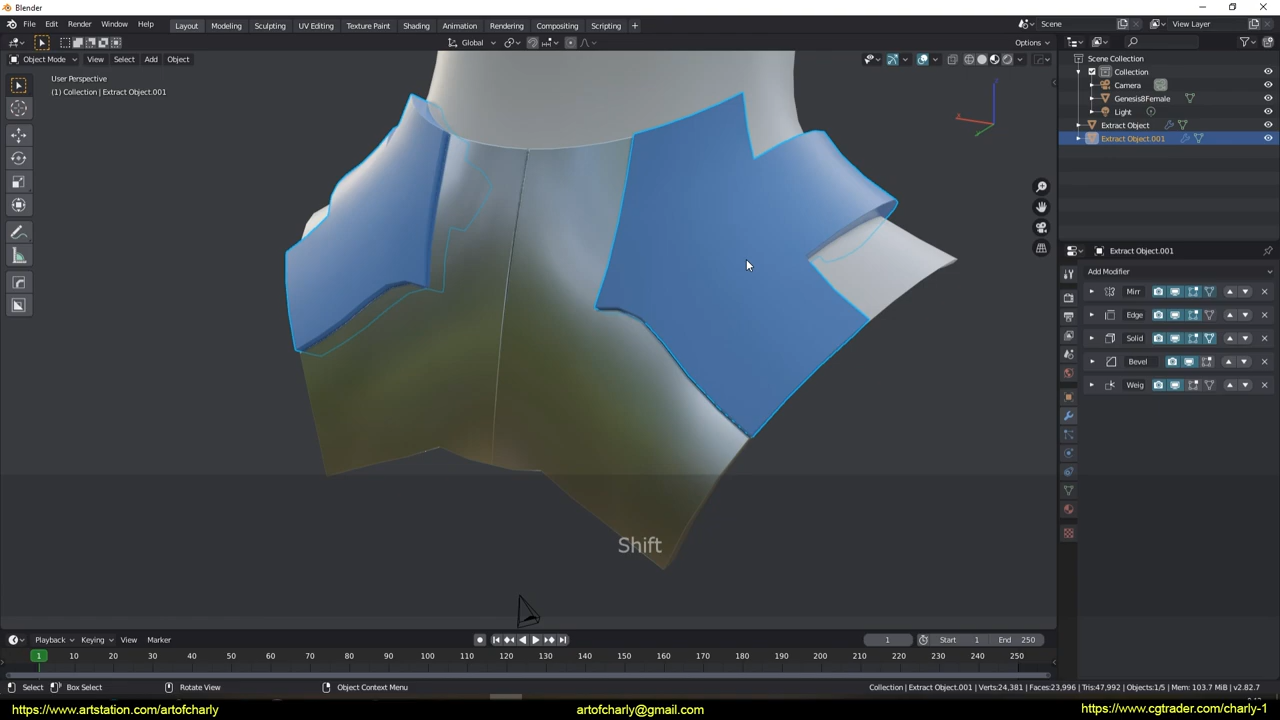 Blender
File Edit Render Window Help Layout Modeling Sculpting UV Editing Texture Paint Shading Animation Rendering Compositing Scripting + Scene View Layer
Global Options
Object Mode View Select Add Object
User Perspective
(1) Collection | Extract Object.001
Scene Collection
Collection
Camera
Genesis8Female
Light
Extract Object
Extract Object.001
Extract Object.001
Add Modifier
Mirr
Edge
Solid
Bevel
Weig
Shift
Playback Keying View Marker 1 Start 1 End 250
1 10 20 30 40 50 60 70 80 90 100 110 120 130 140 150 160 170 180 190 200 210 220 230 240 250
Select Box Select Rotate View Object Context Menu Collection | Extract Object.001 | Verts:24,381 | Faces:23,996 | Tris:47,992 | Objects:1/5 | Mem: 103.7 MiB | v2.82.7
https://www.artstation.com/artofcharly artofcharly@gmail.com https://www.cgtrader.com/charly-1